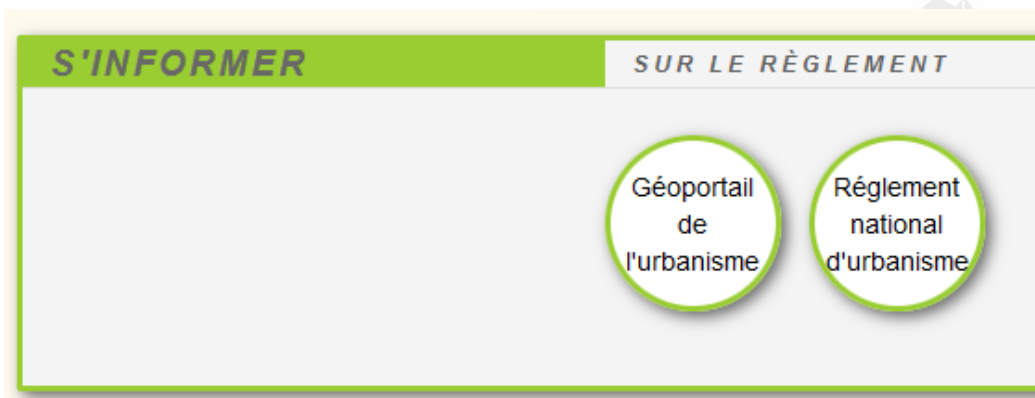 S'INFORMER
SUR LE RÈGLEMENT
Géoportail
de
l'urbanisme
Réglement
national
d'urbanisme